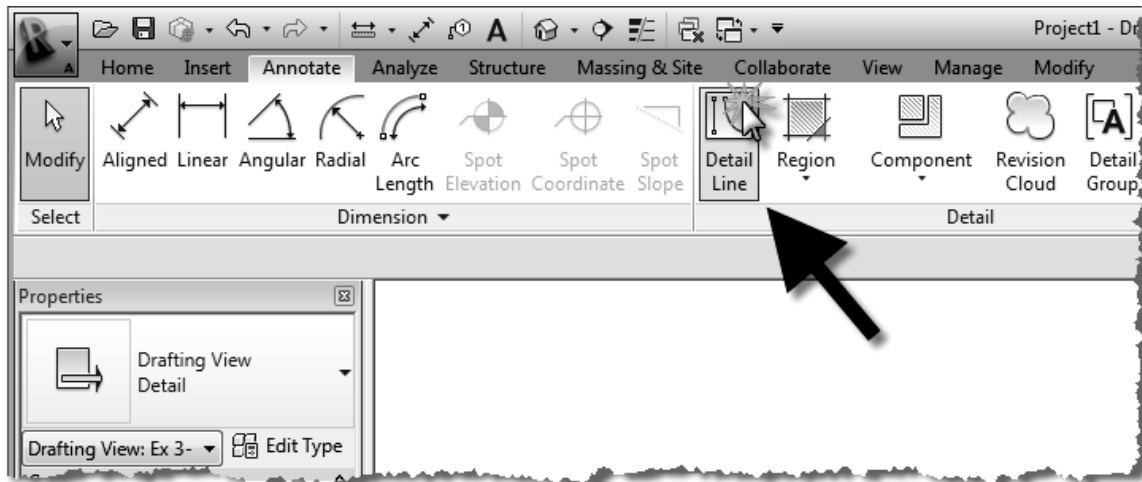 Project1 - Dr
A
Home Insert Annotate Analyze Structure Massing & Site Collaborate View Manage Modify
Modify
Aligned Linear Angular Radial Arc Length Spot Elevation Spot Coordinate Spot Slope
Detail Line Region Component Revision Cloud Detail Group
Select Dimension Detail
Properties
Drafting View
Detail
Drafting View: Ex 3- Edit Type